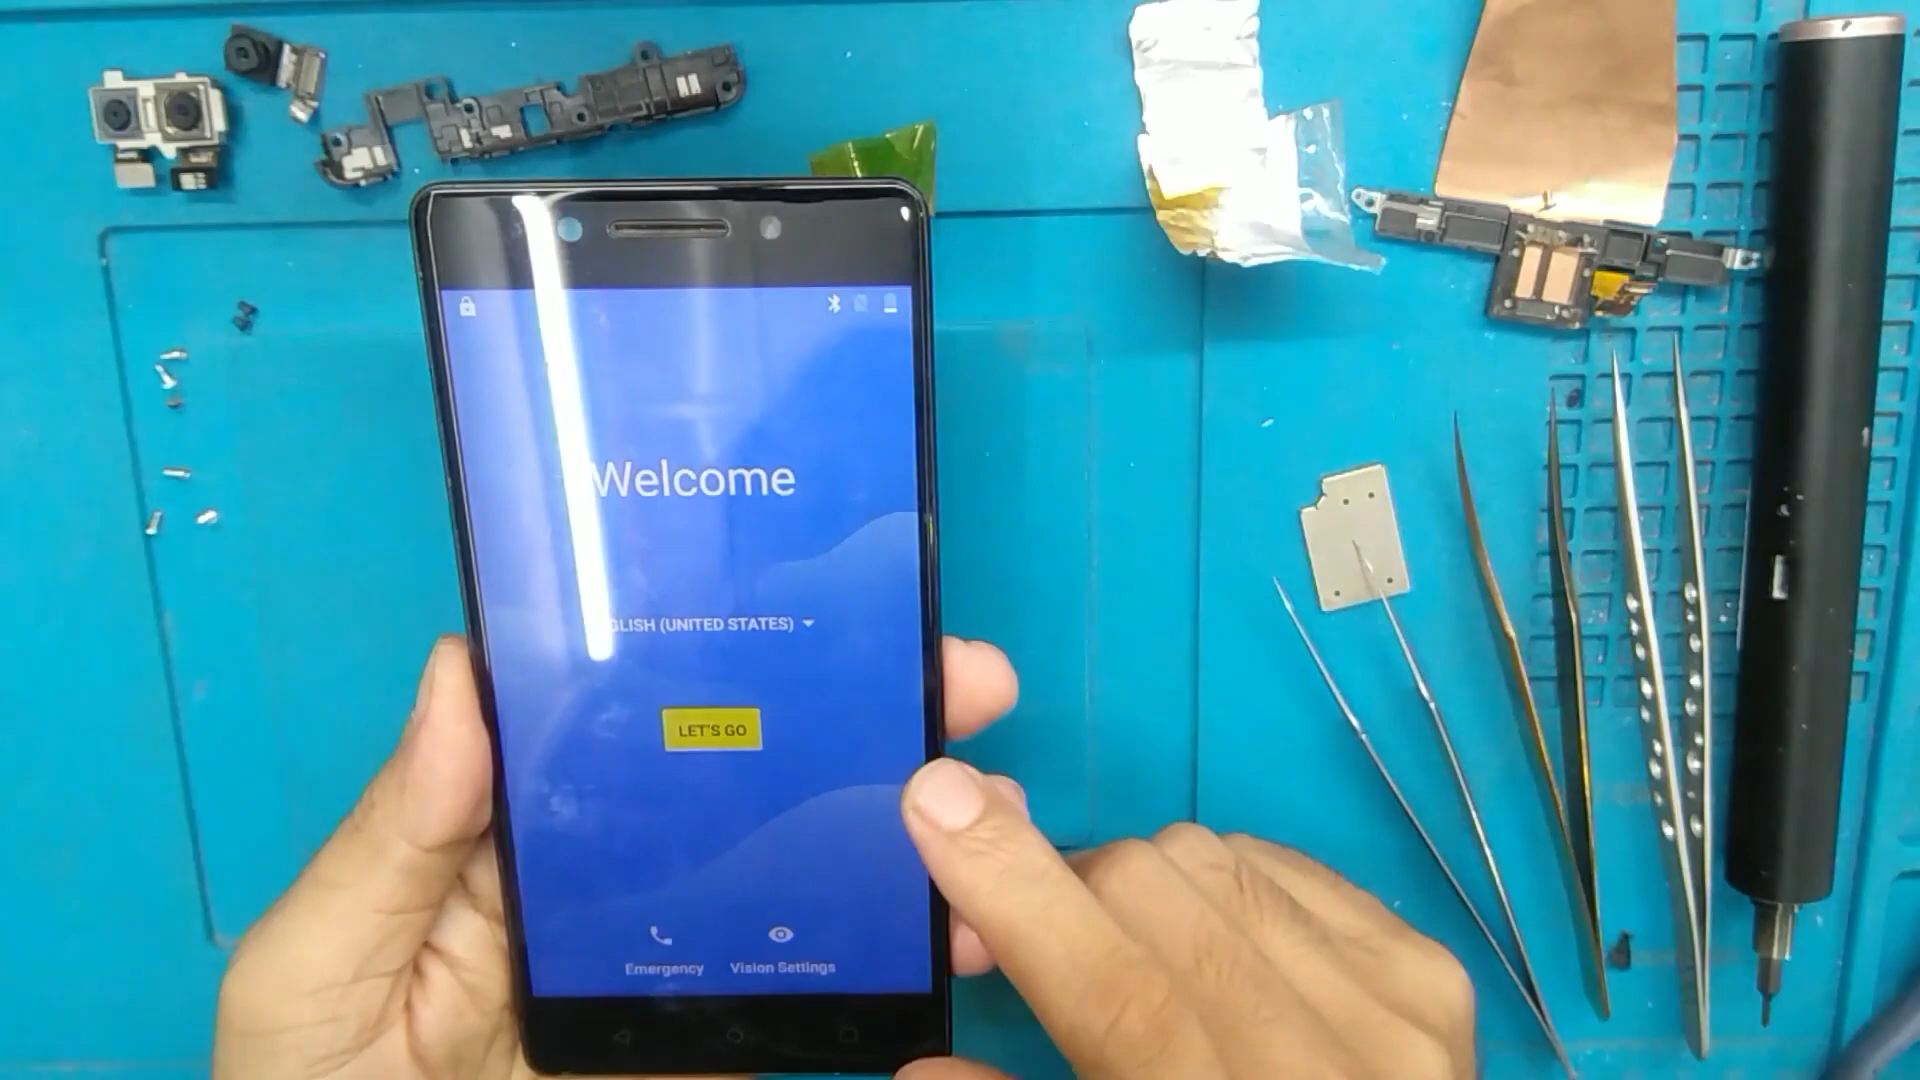 Welcome
GLISH (UNITED STATES)
LET'S GO
Emergency
Vision Settings